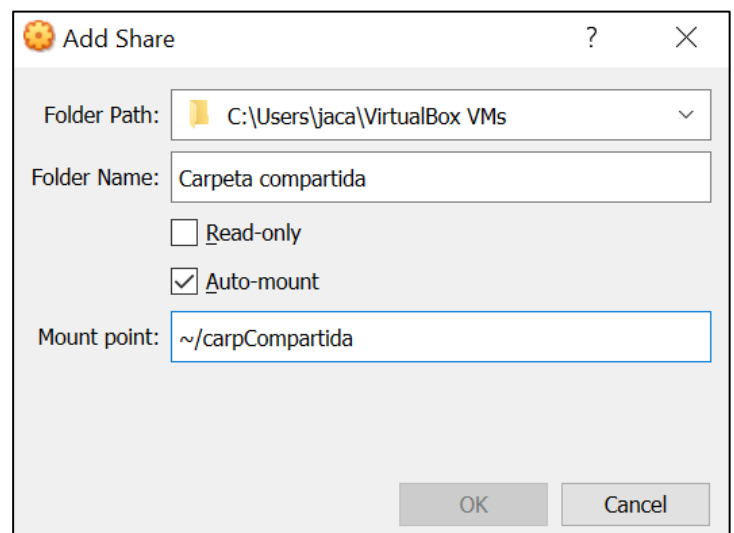 Add Share ?
Folder Path: C:\Users\jaca\VirtualBox VMs
Folder Name: Carpeta compartida
Read-only
Auto-mount
Mount point: ~/carpCompartida
OK Cancel